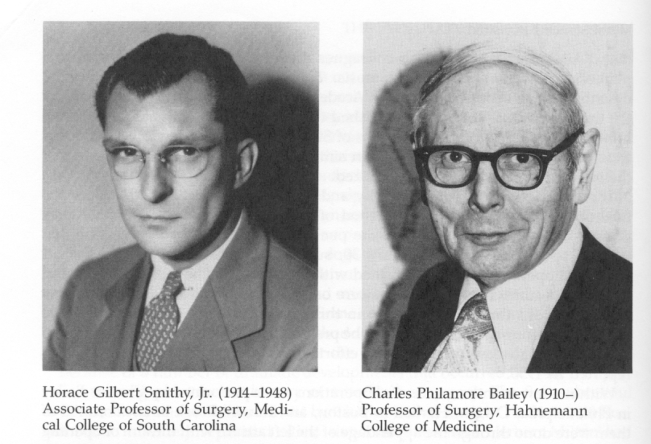 Horace Gilbert Smithy, Jr. (1914–1948)
Associate Professor of Surgery, Medi-
cal College of South Carolina
Charles Philamore Bailey (1910–)
Professor of Surgery, Hahnemann
College of Medicine